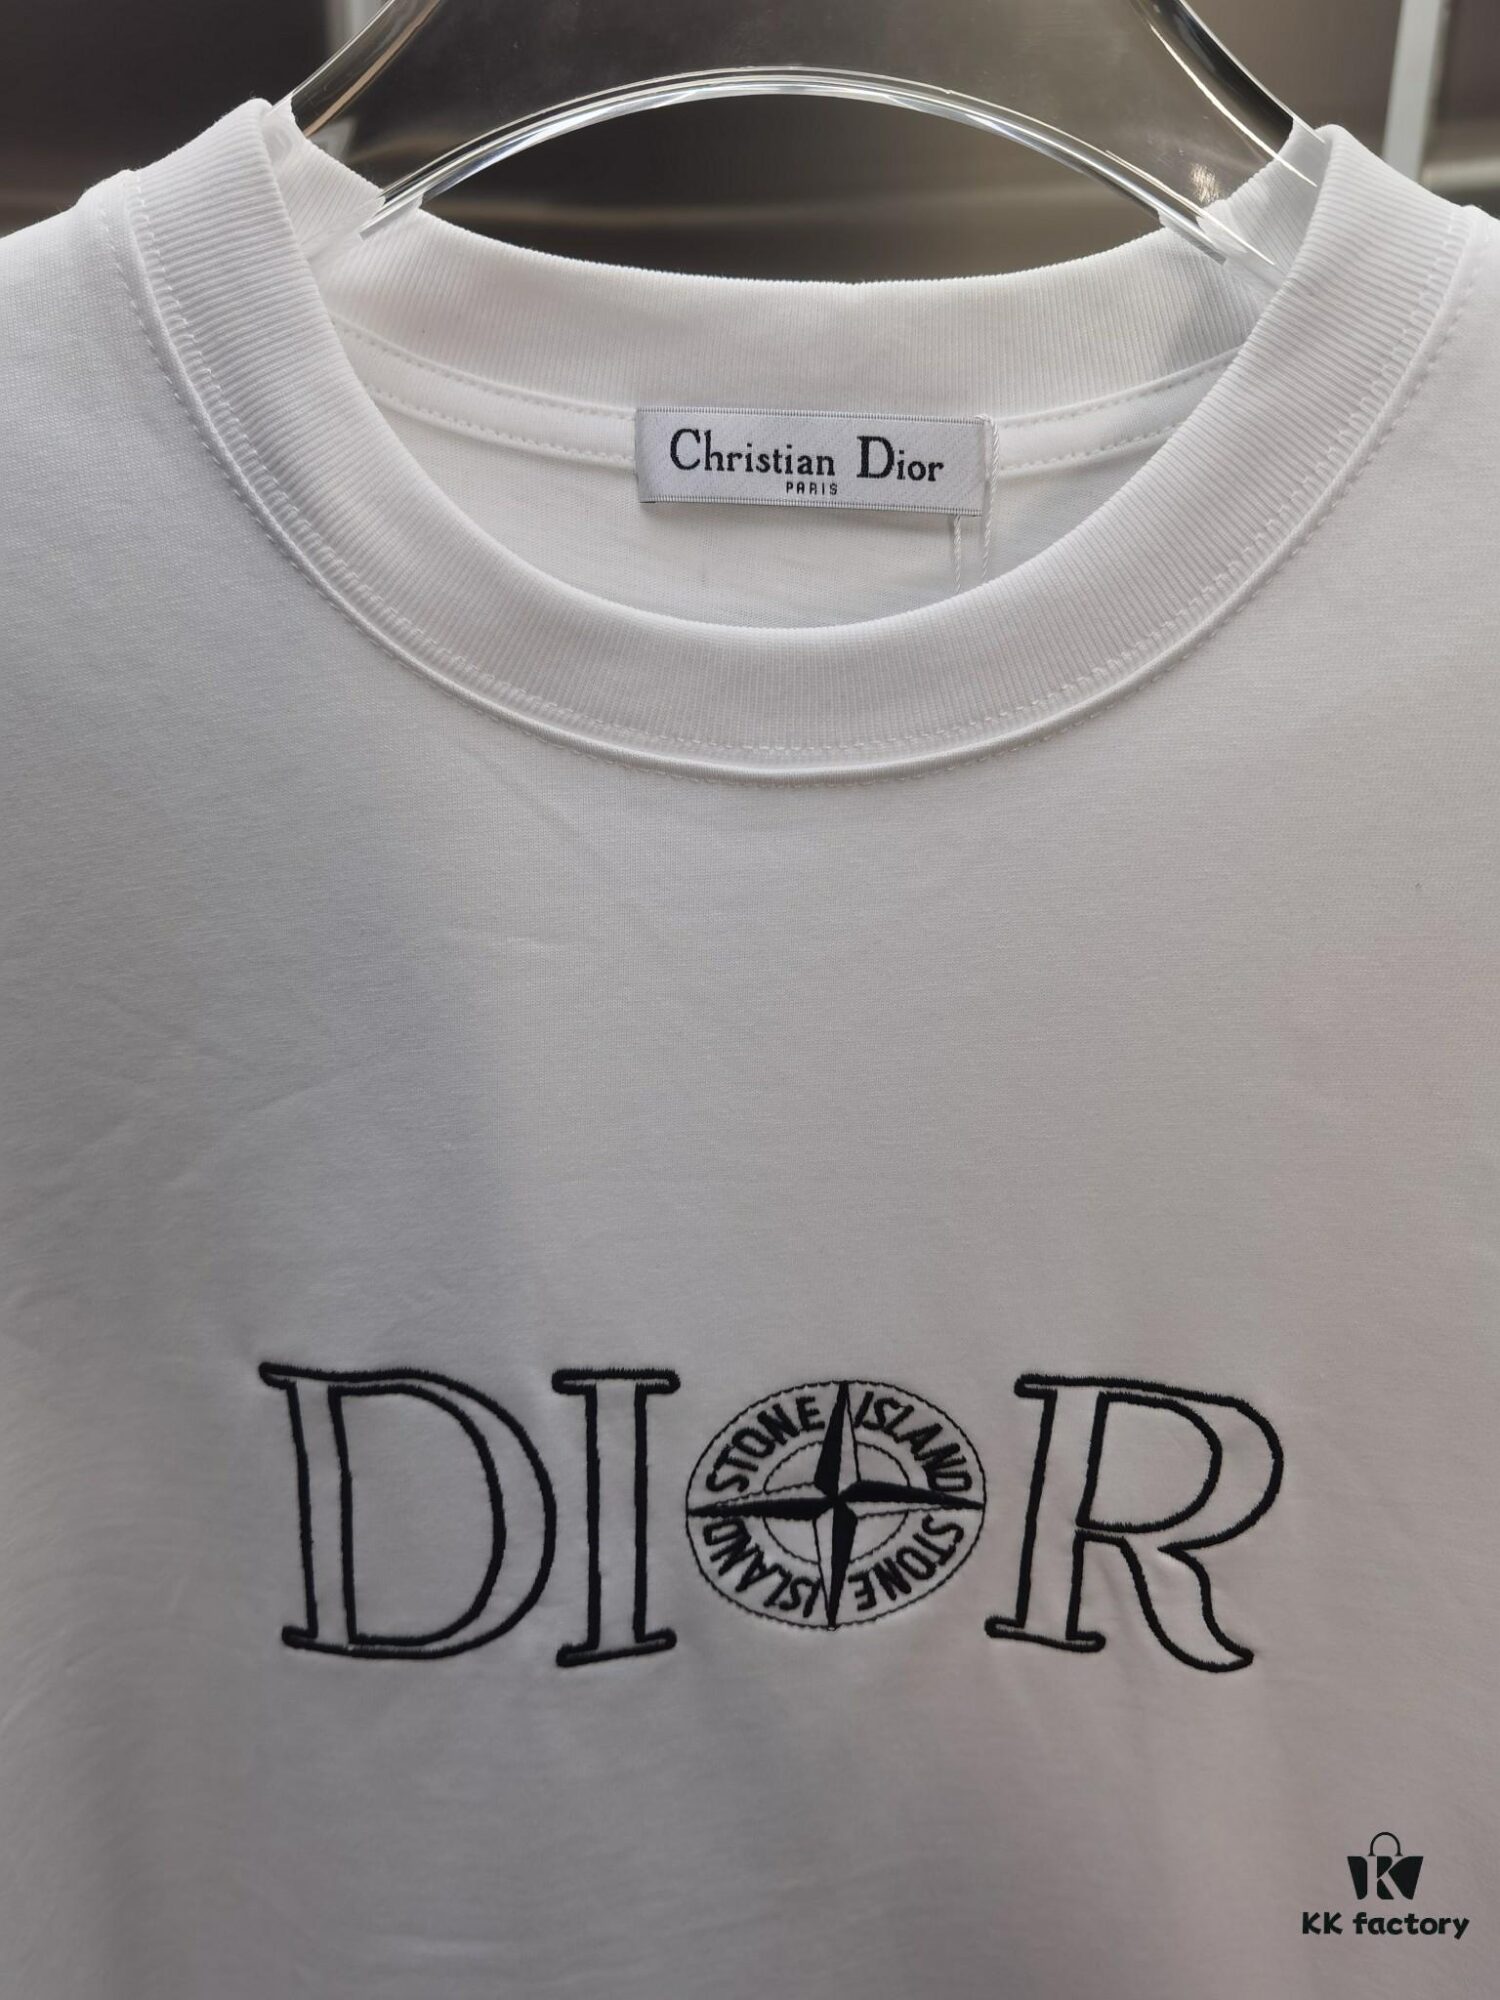 Christian Dior
PARIS
DIOR
STONE ISLAND
STONE ISLAND
KK factory